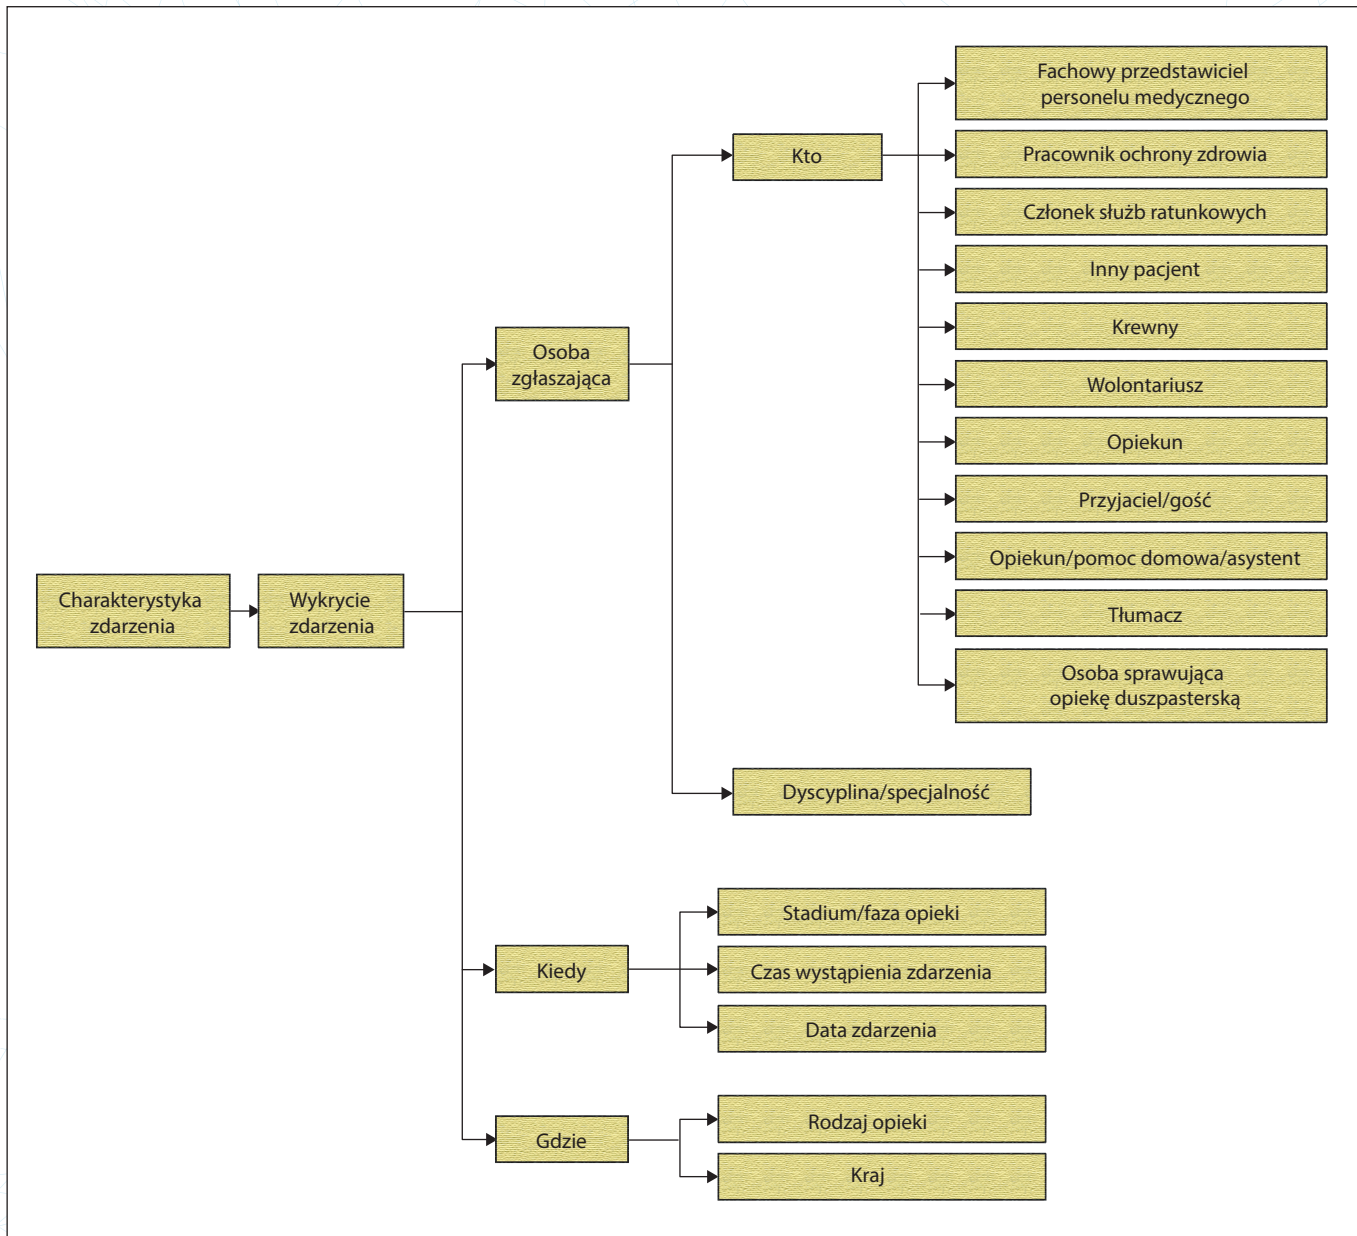 Charakterystyka
zdarzenia
Wykrycie
zdarzenia
Osoba
zgłaszająca
Kto
Fachowy przedstawiciel
personelu medycznego
Pracownik ochrony zdrowia
Członek służb ratunkowych
Inny pacjent
Krewny
Wolontariusz
Opiekun
Przyjaciel/gość
Opiekun/pomoc domowa/asystent
Tłumacz
Osoba sprawująca
opiekę duszpasterską
Dyscyplina/specjalność
Kiedy
Stadium/faza opieki
Czas wystąpienia zdarzenia
Data zdarzenia
Gdzie
Rodzaj opieki
Kraj